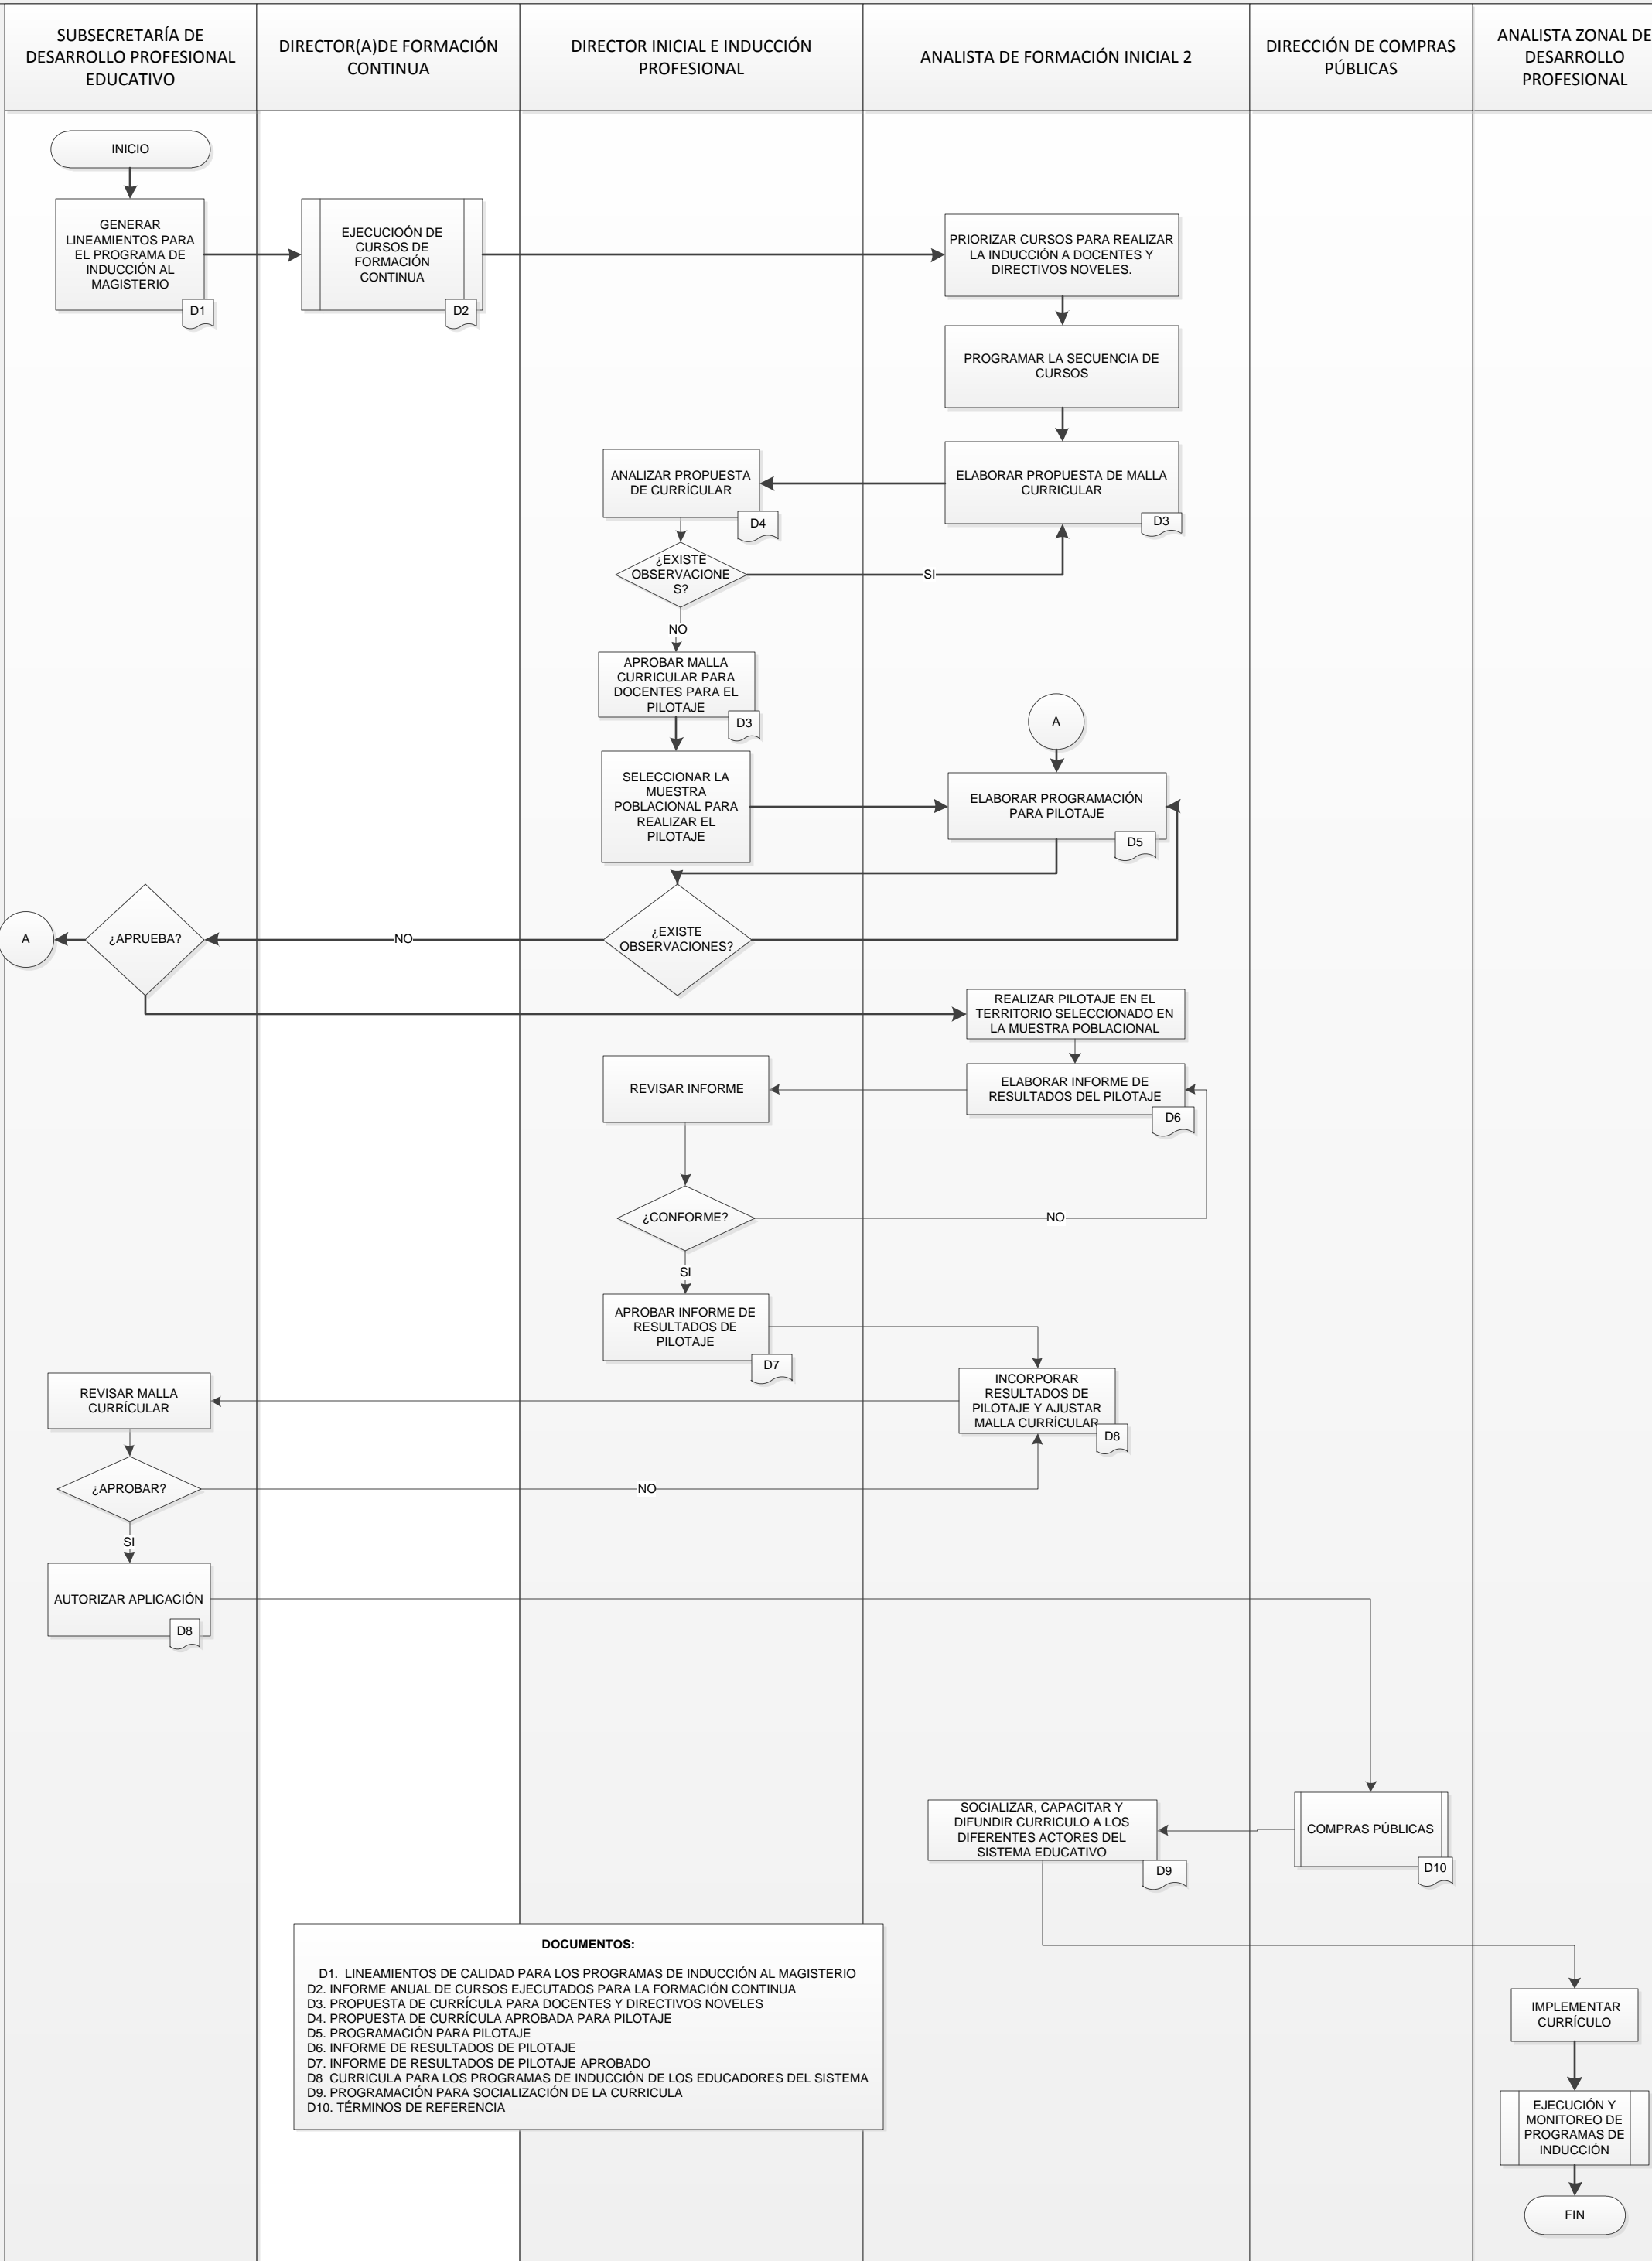 SUBSECRETARÍA DE
DESARROLLO PROFESIONAL
EDUCATIVO
DIRECTOR(A)DE FORMACIÓN
CONTINUA
DIRECTOR INICIAL E INDUCCIÓN
PROFESIONAL
ANALISTA DE FORMACIÓN INICIAL 2
DIRECCIÓN DE COMPRAS
PÚBLICAS
ANALISTA ZONAL DE
DESARROLLO
PROFESIONAL
INICIO
GENERAR
LINEAMIENTOS PARA
EL PROGRAMA DE
INDUCCIÓN AL
MAGISTERIO
D1
EJECUCIOÓN DE
CURSOS DE
FORMACIÓN
CONTINUA
D2
PRIORIZAR CURSOS PARA REALIZAR
LA INDUCCIÓN A DOCENTES Y
DIRECTIVOS NOVELES.
PROGRAMAR LA SECUENCIA DE
CURSOS
ANALIZAR PROPUESTA
DE CURRÍCULAR
D4
ELABORAR PROPUESTA DE MALLA
CURRICULAR
D3
¿EXISTE
OBSERVACIONE
S?
SI
NO
APROBAR MALLA
CURRICULAR PARA
DOCENTES PARA EL
PILOTAJE
D3
A
SELECCIONAR LA
MUESTRA
POBLACIONAL PARA
REALIZAR EL
PILOTAJE
ELABORAR PROGRAMACIÓN
PARA PILOTAJE
D5
A
¿APRUEBA?
NO
¿EXISTE
OBSERVACIONES?
REALIZAR PILOTAJE EN EL
TERRITORIO SELECCIONADO EN
LA MUESTRA POBLACIONAL
REVISAR INFORME
ELABORAR INFORME DE
RESULTADOS DEL PILOTAJE
D6
¿CONFORME?
NO
SI
APROBAR INFORME DE
RESULTADOS DE
PILOTAJE
D7
REVISAR MALLA
CURRÍCULAR
INCORPORAR
RESULTADOS DE
PILOTAJE Y AJUSTAR
MALLA CURRÍCULAR
D8
¿APROBAR?
NO
SI
AUTORIZAR APLICACIÓN
D8
SOCIALIZAR, CAPACITAR Y
DIFUNDIR CURRICULO A LOS
DIFERENTES ACTORES DEL
SISTEMA EDUCATIVO
D9
COMPRAS PÚBLICAS
D10
DOCUMENTOS:
D1. LINEAMIENTOS DE CALIDAD PARA LOS PROGRAMAS DE INDUCCIÓN AL MAGISTERIO
D2. INFORME ANUAL DE CURSOS EJECUTADOS PARA LA FORMACIÓN CONTINUA
D3. PROPUESTA DE CURRÍCULA PARA DOCENTES Y DIRECTIVOS NOVELES
D4. PROPUESTA DE CURRÍCULA APROBADA PARA PILOTAJE
D5. PROGRAMACIÓN PARA PILOTAJE
D6. INFORME DE RESULTADOS DE PILOTAJE
D7. INFORME DE RESULTADOS DE PILOTAJE APROBADO
D8 CURRICULA PARA LOS PROGRAMAS DE INDUCCIÓN DE LOS EDUCADORES DEL SISTEMA
D9. PROGRAMACIÓN PARA SOCIALIZACIÓN DE LA CURRICULA
D10. TÉRMINOS DE REFERENCIA
IMPLEMENTAR
CURRÍCULO
EJECUCIÓN Y
MONITOREO DE
PROGRAMAS DE
INDUCCIÓN
FIN